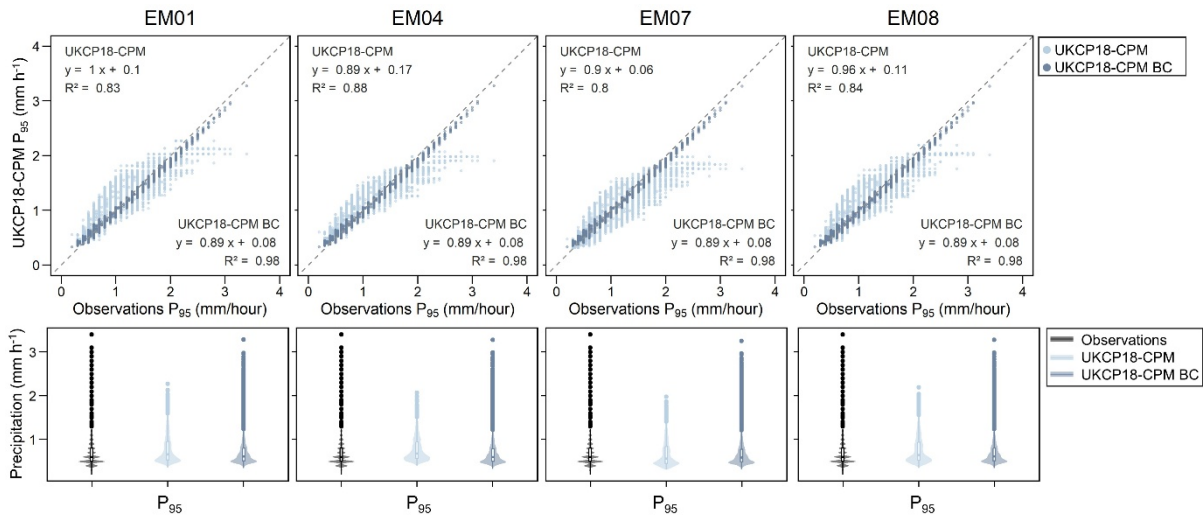 EM01
EM04
EM07
EM08
UKCP18-CPM P₉₅ (mm h⁻¹)
4
3
2
1
0
UKCP18-CPM
y = 1 x + 0.1
R² = 0.83
UKCP18-CPM BC
y = 0.89 x + 0.08
R² = 0.98
UKCP18-CPM
y = 0.89 x + 0.17
R² = 0.88
UKCP18-CPM BC
y = 0.89 x + 0.08
R² = 0.98
UKCP18-CPM
y = 0.9 x + 0.06
R² = 0.8
UKCP18-CPM BC
y = 0.89 x + 0.08
R² = 0.98
UKCP18-CPM
y = 0.96 x + 0.11
R² = 0.84
UKCP18-CPM BC
y = 0.89 x + 0.08
R² = 0.98
UKCP18-CPM
UKCP18-CPM BC
0 1 2 3 4
0 1 2 3 4
0 1 2 3 4
0 1 2 3 4
Observations P₉₅ (mm/hour)
Observations P₉₅ (mm/hour)
Observations P₉₅ (mm/hour)
Observations P₉₅ (mm/hour)
Precipitation (mm h⁻¹)
3
2
1
Observations
UKCP18-CPM
UKCP18-CPM BC
P₉₅
P₉₅
P₉₅
P₉₅